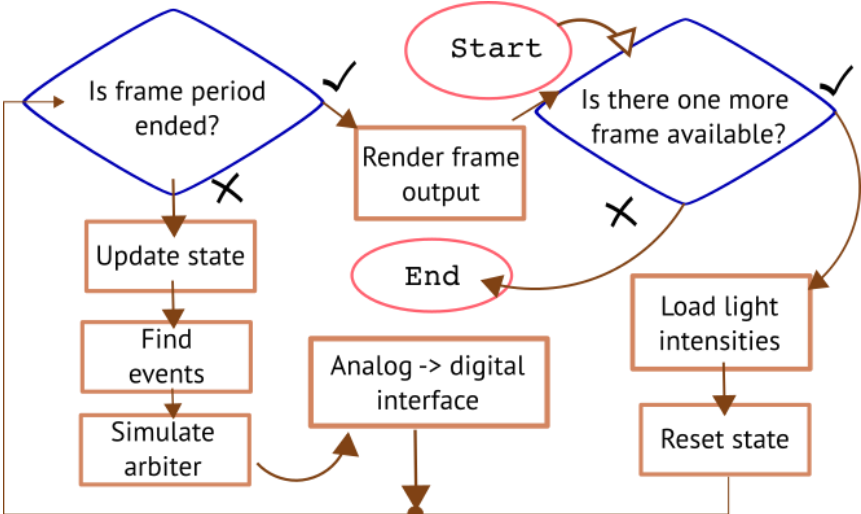 Start
Is there one more
frame available?
Is frame period
ended?
Render frame
output
Update state
End
Load light
intensities
Find
events
Analog -> digital
interface
Simulate
arbiter
Reset state